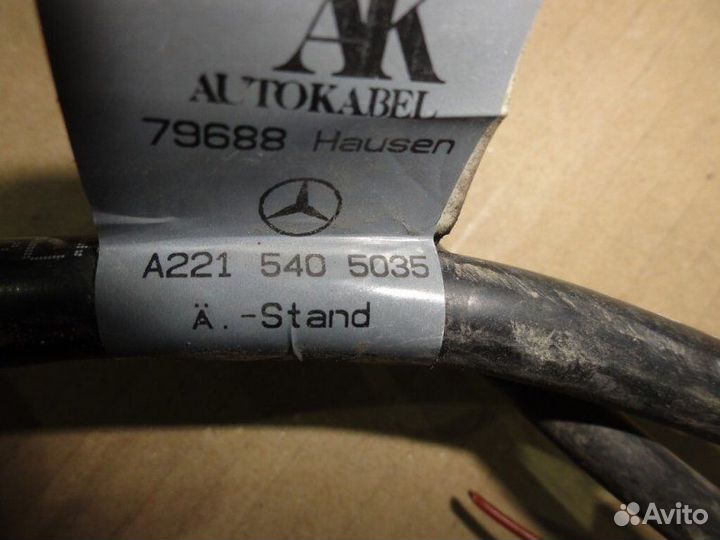 AK
AUTOKABEL
79688 Hausen
A221 540 5035
Ä.-Stand
Avito